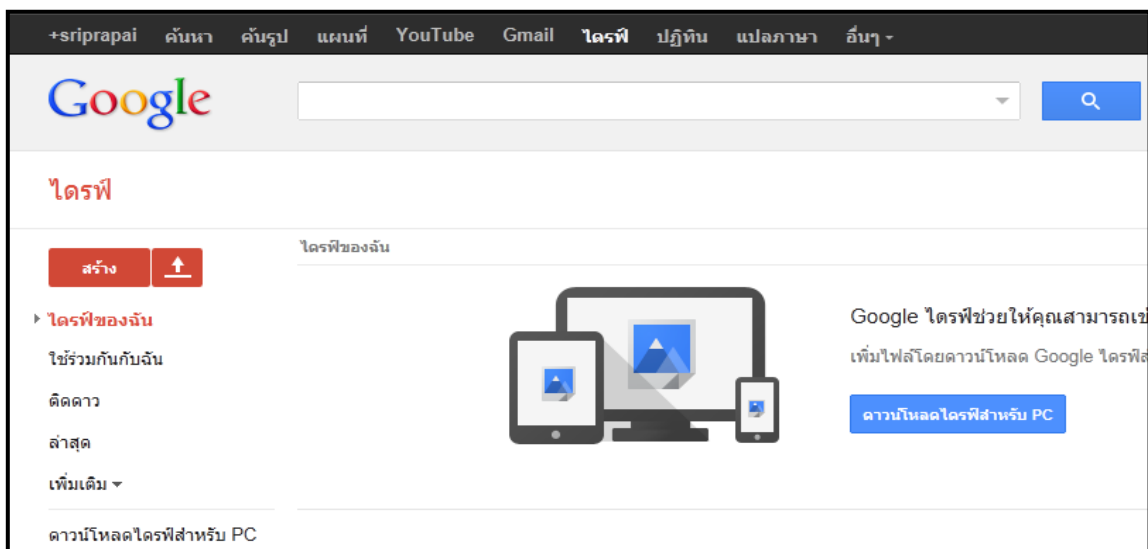 +sriprapai ค้นหา ค้นรูป แผนที่ YouTube Gmail ไดรฟ์ ปฏิทิน แปลภาษา อื่นๆ
Google
ไดรฟ์
สร้าง
ไดรฟ์ของฉัน
ไดรฟ์ของฉัน
ใช้ร่วมกันกับฉัน
ติดดาว
ล่าสุด
เพิ่มเติม
ดาวน์โหลดไดรฟ์สำหรับ PC
Google ไดรฟ์ช่วยให้คุณสามารถเข
เพิ่มไฟล์โดยดาวน์โหลด Google ไดรฟ์ส
ดาวน์โหลดไดรฟ์สำหรับ PC